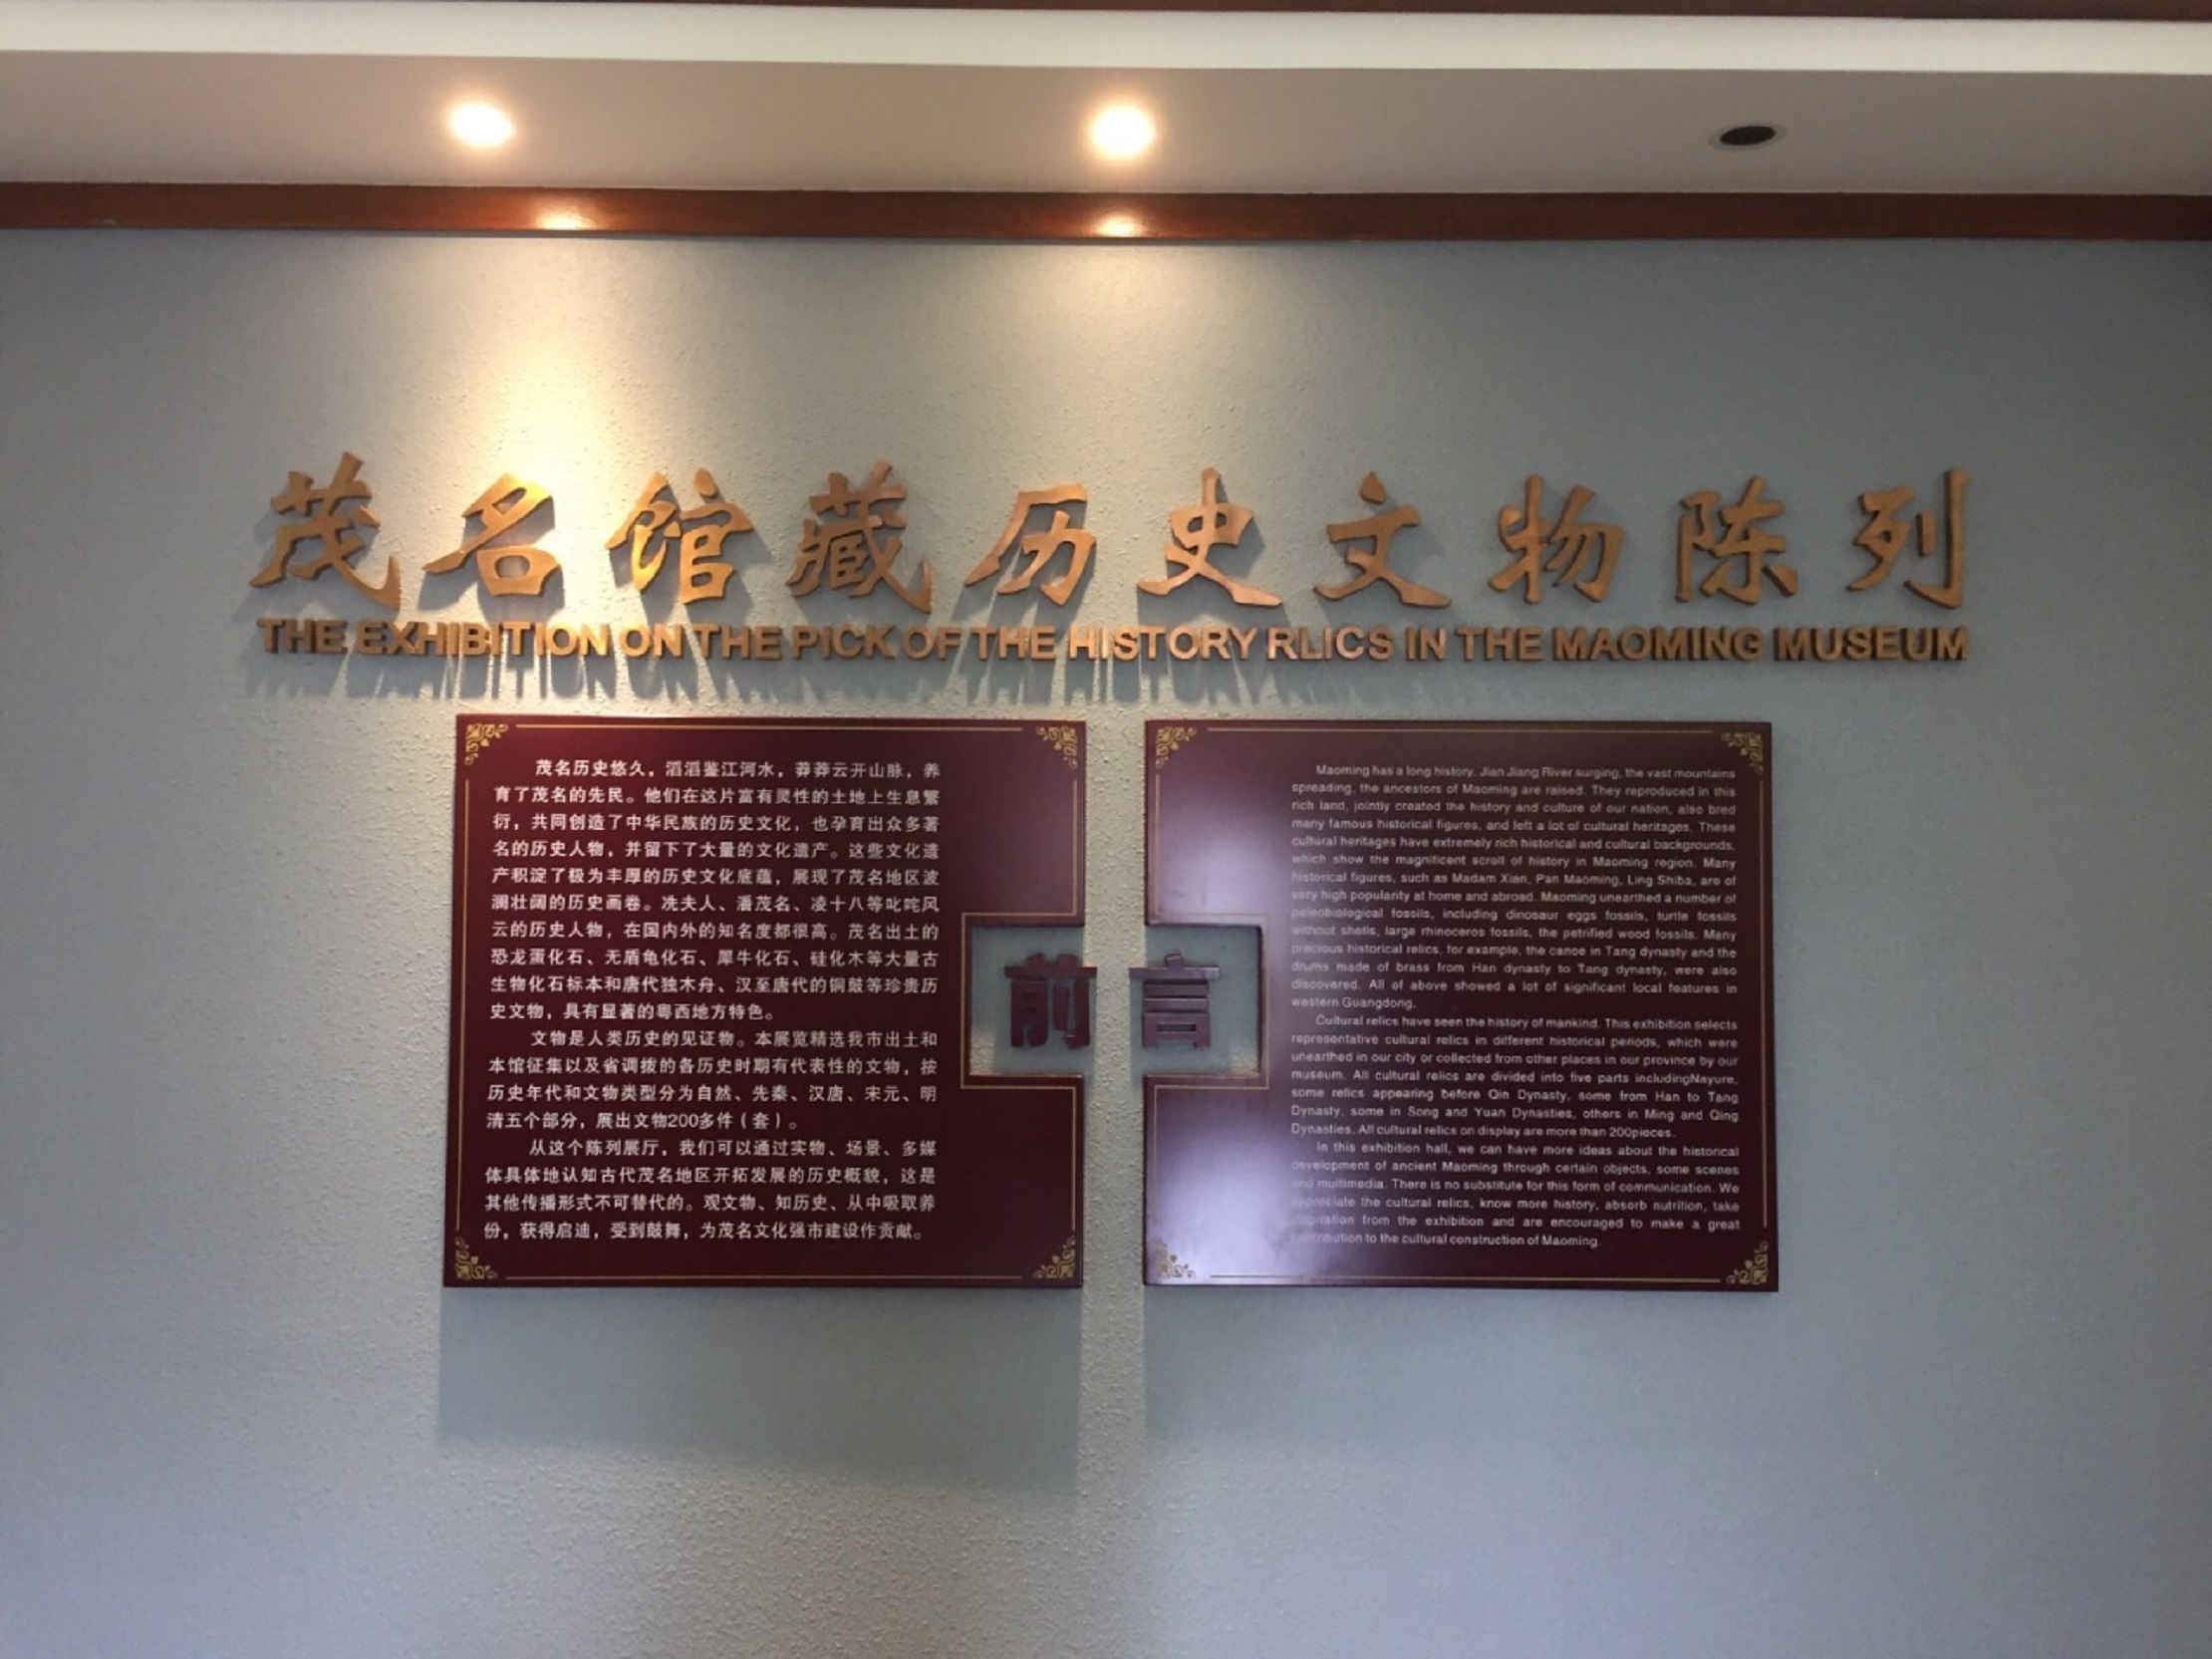 茂名馆藏历史文物陈列
THE EXHIBITION ON THE PICK OF THE HISTORY RLICS IN THE MAOMING MUSEUM
茂名历史悠久，滔滔鉴江河水，莽莽云开山脉，养
育了茂名的先民。他们在这片富有灵性的土地上生息繁
衍，共同创造了中华民族的历史文化，也孕育出众多著
名的历史人物，并留下了大量的文化遗产。这些文化遗
产积淀了极为丰厚的历史文化底蕴，展现了茂名地区波
澜壮阔的历史画卷。冼夫人、潘茂名、凌十八等叱咤风
云的历史人物，在国内外的知名度都很高。茂名出土的
恐龙蛋化石、无盾龟化石、犀牛化石、硅化木等大量古
生物化石标本和唐代独木舟、汉至唐代的铜鼓等珍贵历
史文物，具有显著的粤西地方特色。
文物是人类历史的见证物。本展览精选我市出土和
本馆征集以及省调拨的各历史时期有代表性的文物，按
历史年代和文物类型分为自然、先秦、汉唐、宋元、明
清五个部分，展出文物200多件（套）。
从这个陈列展厅，我们可以通过实物、场景、多媒
体具体地认知古代茂名地区开拓发展的历史概貌，这是
其他传播形式不可替代的。观文物、知历史、从中吸取养
份，获得启迪，受到鼓舞，为茂名文化强市建设作贡献。
前言
Maoming has a long history. Jian Jiang River surging, the vast mountains
spreading, the ancestors of Maoming are raised. They reproduced in this
rich land, jointly created the history and culture of our nation, also bred
many famous historical figures, and left a lot of cultural heritages. These
cultural heritages have extremely rich historical and cultural backgrounds,
which show the magnificent scroll of history in Maoming region. Many
historical figures, such as Madam Xian, Pan Maoming, Ling Shiba, are of
very high popularity at home and abroad. Maoming unearthed a number of
paleobiological fossils, including dinosaur eggs fossils, turtle fossils
without shells, large rhinoceros fossils, the petrified wood fossils. Many
precious historical relics, for example, the canoe in Tang dynasty and the
drums made of brass from Han dynasty to Tang dynasty, were also
discovered. All of above showed a lot of significant local features in
western Guangdong.
Cultural relics have seen the history of mankind. This exhibition selects
representative cultural relics in different historical periods, which were
unearthed in our city or collected from other places in our province by our
museum. All cultural relics are divided into five parts includingNayure,
some relics appearing before Qin Dynasty, some from Han to Tang
Dynasty, some in Song and Yuan Dynasties, others in Ming and Qing
Dynasties. All cultural relics on display are more than 200pieces.
In this exhibition hall, we can have more ideas about the historical
development of ancient Maoming through certain objects, some scenes
and multimedia. There is no substitute for this form of communication. We
appreciate the cultural relics, know more history, absorb nutrition, take
inspiration from the exhibition and are encouraged to make a great
contribution to the cultural construction of Maoming.